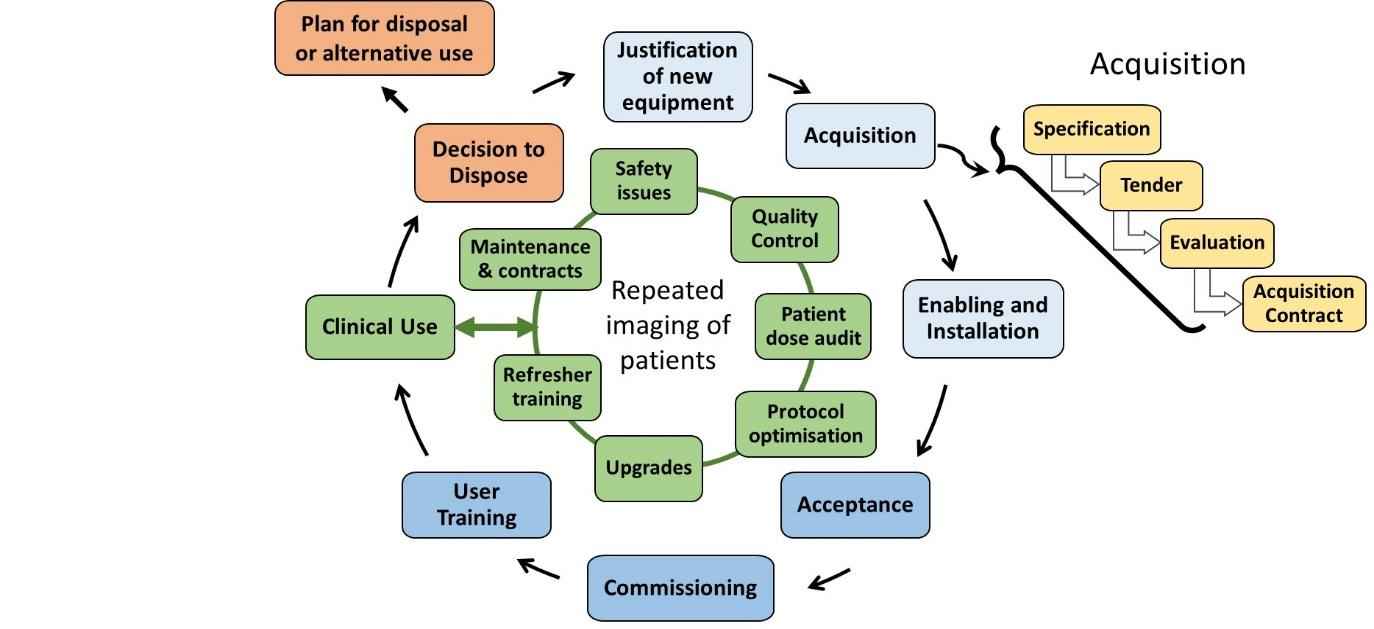 Plan for disposal
or alternative use
Justification
of new
equipment
Acquisition
Acquisition
Specification
Tender
Evaluation
Acquisition
Contract
Decision to
Dispose
Safety
issues
Quality
Control
Maintenance
& contracts
Repeated
imaging of
patients
Patient
dose audit
Enabling and
Installation
Clinical Use
Refresher
training
Protocol
optimisation
Upgrades
User
Training
Acceptance
Commissioning